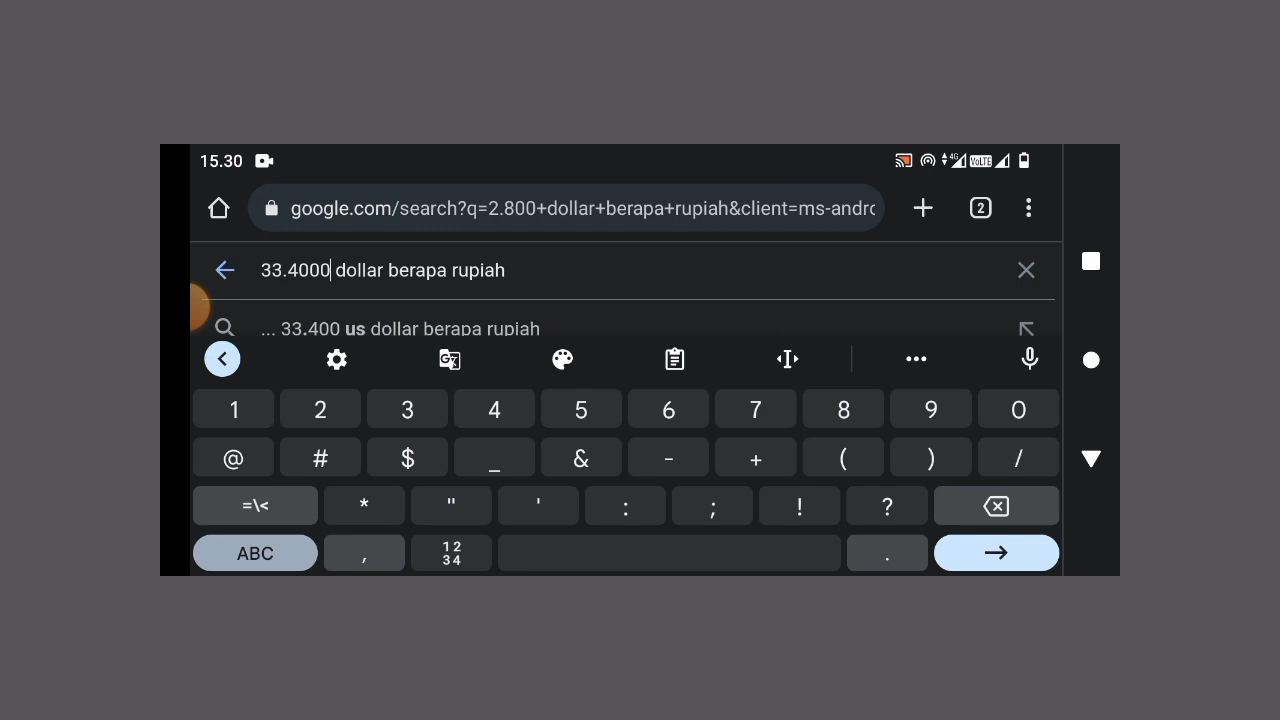 15.30
4G VoLTE
google.com/search?q=2.800+dollar+berapa+rupiah&client=ms-andro
2
33.4000 dollar berapa rupiah
... 33.400 us dollar berapa rupiah
1 2 3 4 5 6 7 8 9 0
@ # $ _ & - + ( ) /
=\< * " ' : ; ! ?
ABC , 12 34 .